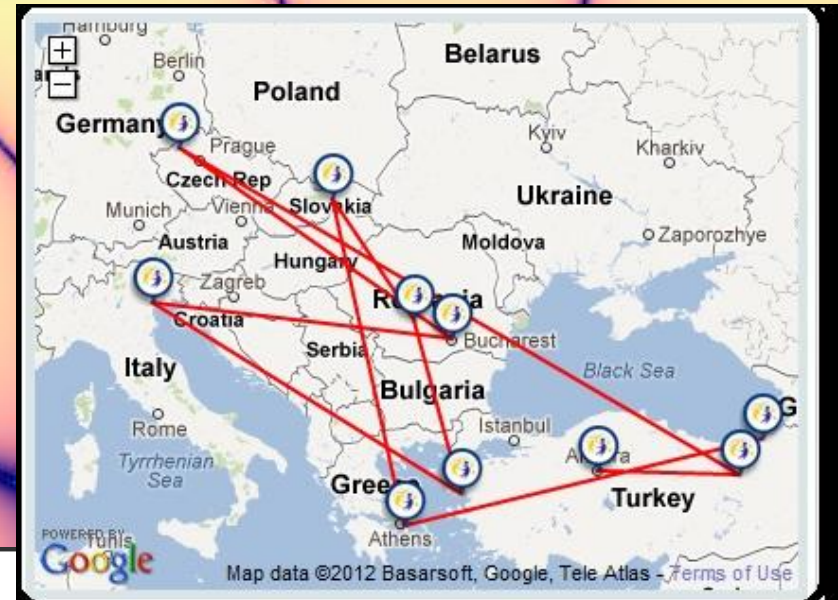 Hamburg
Berlin
Belarus
Poland
Germany
Prague
Kyiv
Kharkiv
Czech Rep
Ukraine
Munich
Vienna
Slovakia
Zaporozhye
Austria
Moldova
Hungary
Zagreb
Croatia
Bucharest
Serbia
Italy
Bulgaria
Black Sea
Rome
Istanbul
G
Tyrrhenian
Sea
Turkey
Athens
POWERED BY
Tunis
Google
Map data ©2012 Basarsoft, Google, Tele Atlas - Terms of Use